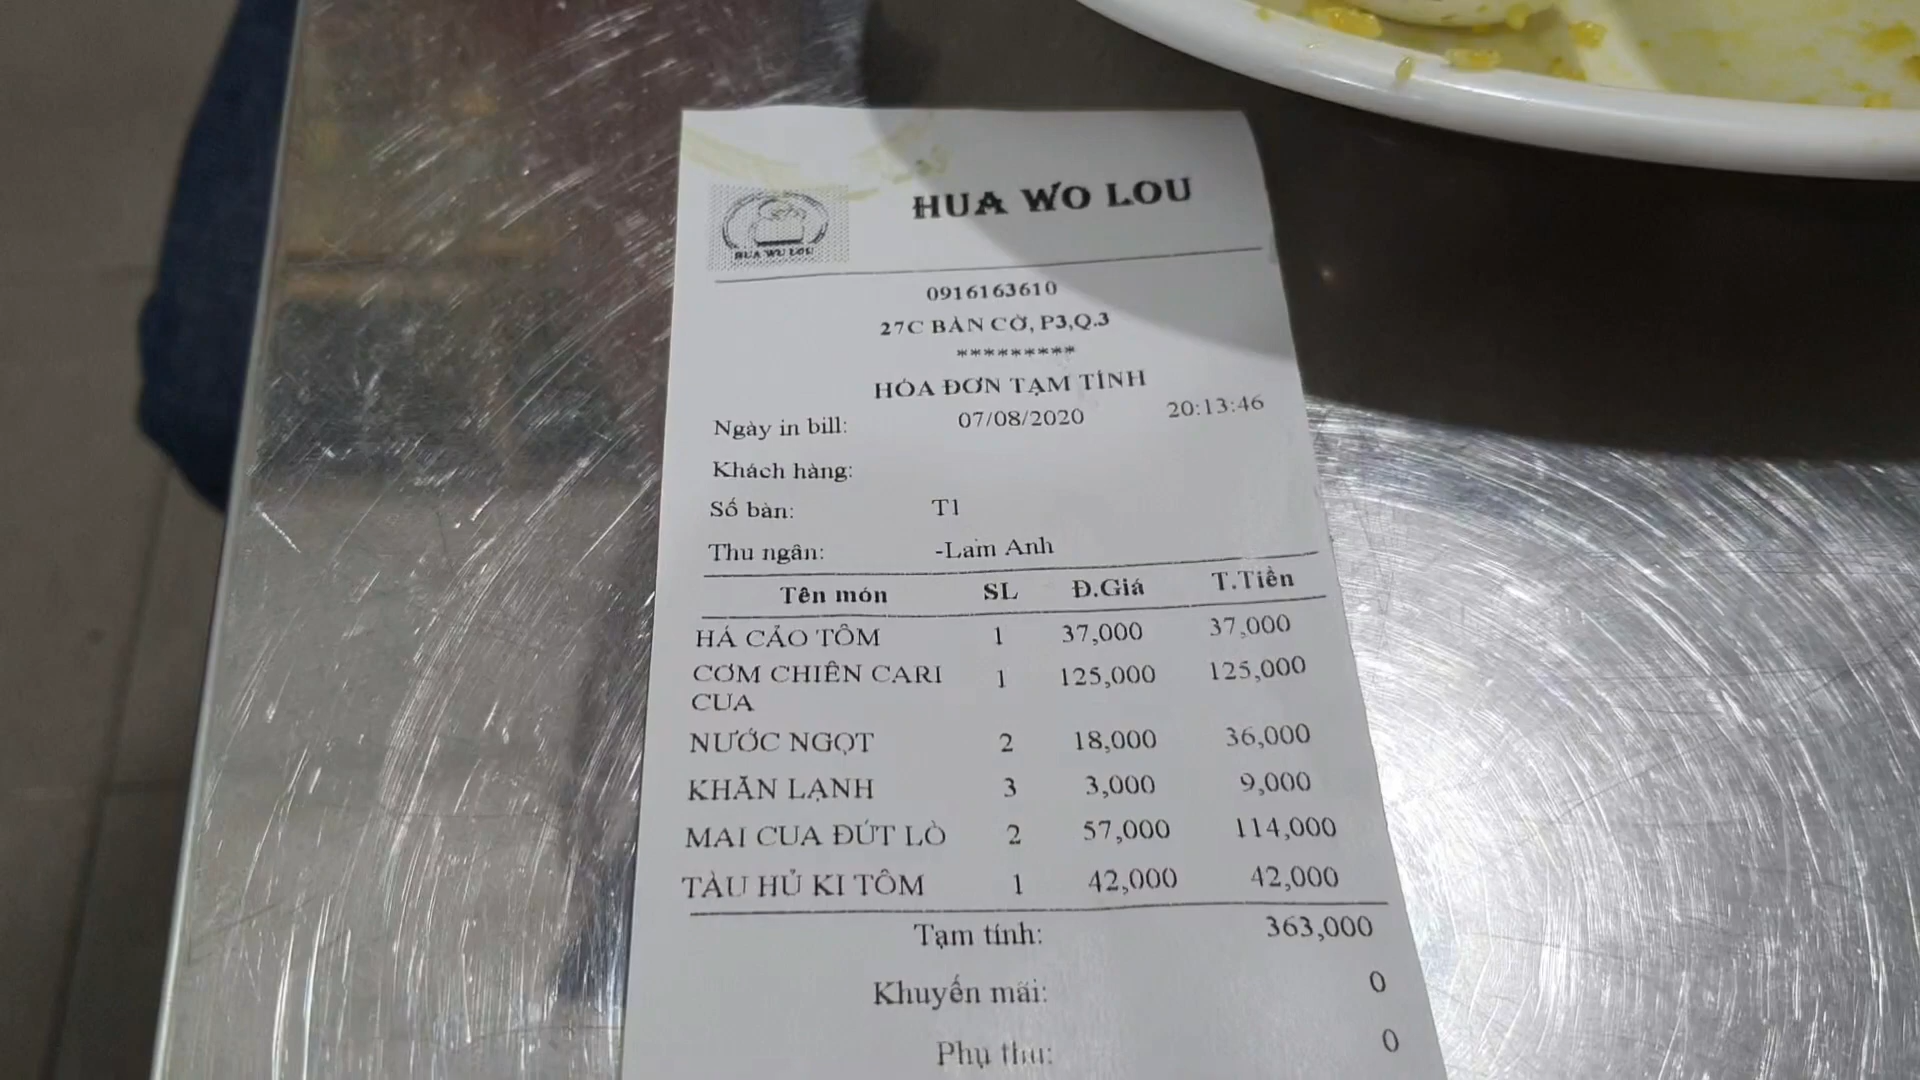 HUA WO LOU
HUA WU LOU
0916163610
27C BÀN CỜ, P3,Q.3
*********
HÓA ĐƠN TẠM TÍNH
Ngày in bill: 07/08/2020 20:13:46
Khách hàng:
Số bàn: T1
Thu ngân: -Lam Anh
Tên món SL Đ.Giá T.Tiền
HÁ CẢO TÔM 1 37,000 37,000
CƠM CHIÊN CARI 1 125,000 125,000
CUA
NƯỚC NGỌT 2 18,000 36,000
KHĂN LẠNH 3 3,000 9,000
MAI CUA ĐÚT LÒ 2 57,000 114,000
TÀU HỦ KI TÔM 1 42,000 42,000
Tạm tính: 363,000
Khuyến mãi: 0
Phụ thu: 0